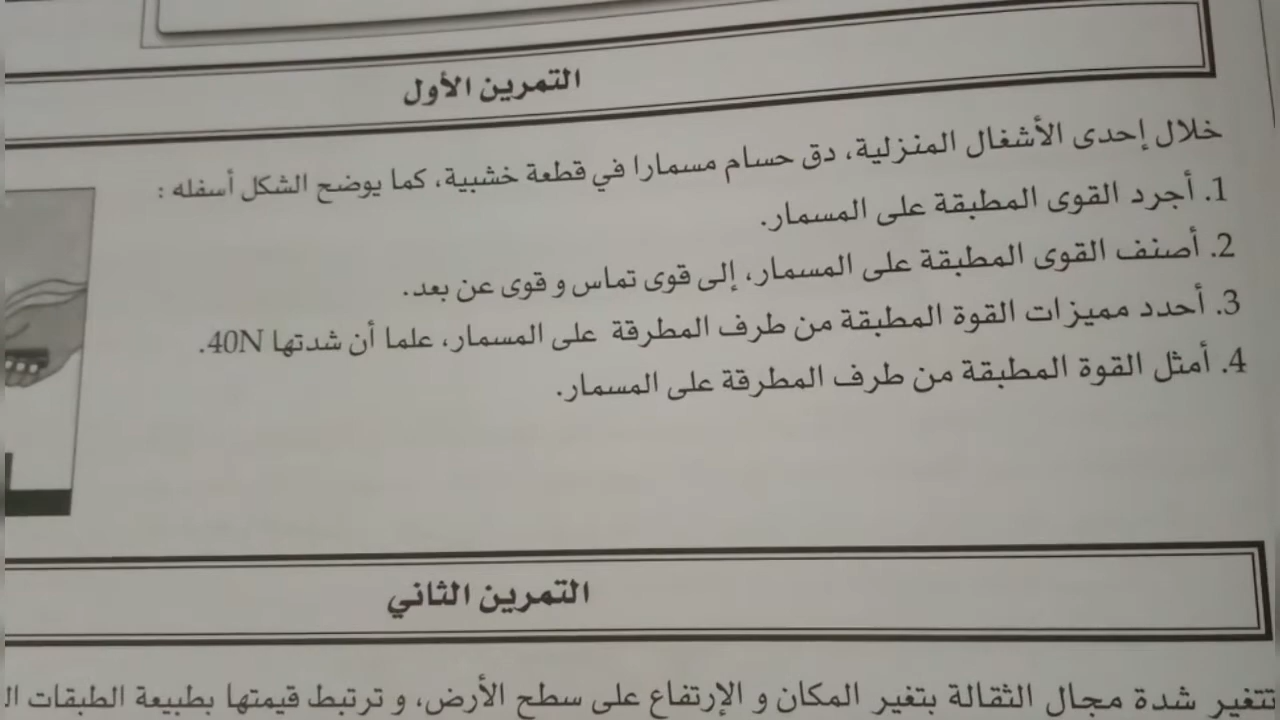 التمرين الأول
خلال إحدى الأشغال المنزلية، دق حسام مسمارا في قطعة خشبية، كما يوضح الشكل أسفله :
1. أجرد القوى المطبقة على المسمار.
2. أصنف القوى المطبقة على المسمار، إلى قوى تماس و قوى عن بعد.
3. أحدد مميزات القوة المطبقة من طرف المطرقة على المسمار، علما أن شدتها 40N.
4. أمثل القوة المطبقة من طرف المطرقة على المسمار.
التمرين الثاني
تتغير شدة مجال الثقالة بتغير المكان و الإرتفاع على سطح الأرض، و ترتبط قيمتها بطبيعة الطبقات